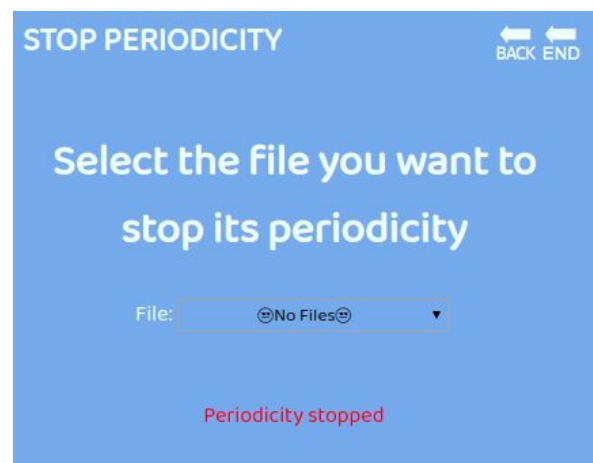 STOP PERIODICITY
BACK END
Select the file you want to
stop its periodicity
File: 😑No Files😑 ▼
Periodicity stopped